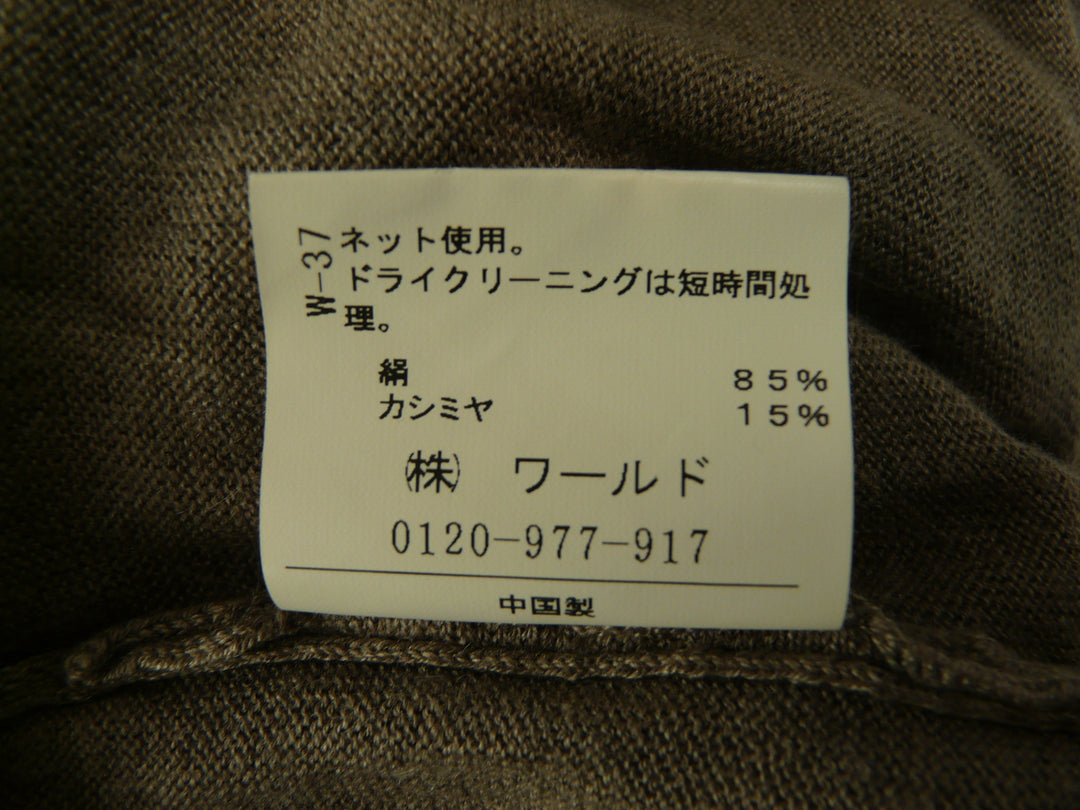 W-37
ネット使用。
ドライクリーニングは短時間処
理。
絹 85%
カシミヤ 15%
㈱ ワールド
0120-977-917
中国製